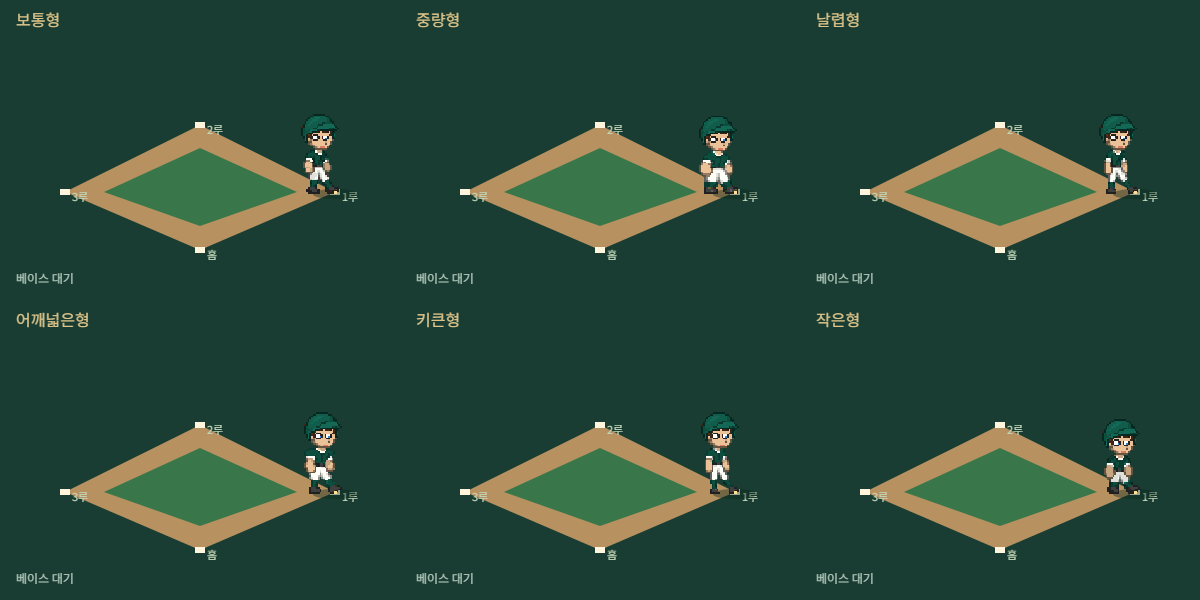 보통형
2루
3루
1루
홈
베이스 대기
중량형
2루
3루
1루
홈
베이스 대기
날렵형
2루
3루
1루
홈
베이스 대기
어깨넓은형
2루
3루
1루
홈
베이스 대기
키큰형
2루
3루
1루
홈
베이스 대기
작은형
2루
3루
1루
홈
베이스 대기